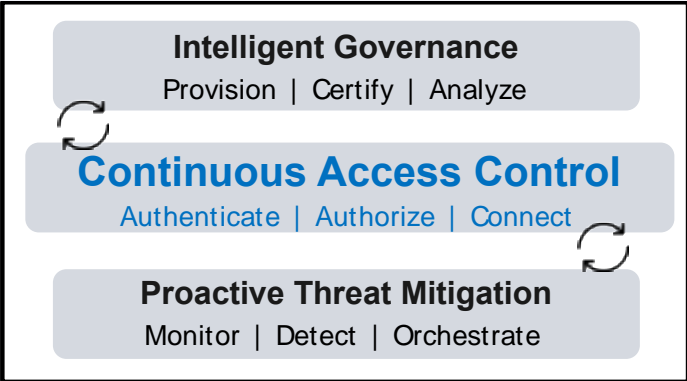 Intelligent Governance
Provision | Certify | Analyze
Continuous Access Control
Authenticate | Authorize | Connect
Proactive Threat Mitigation
Monitor | Detect | Orchestrate